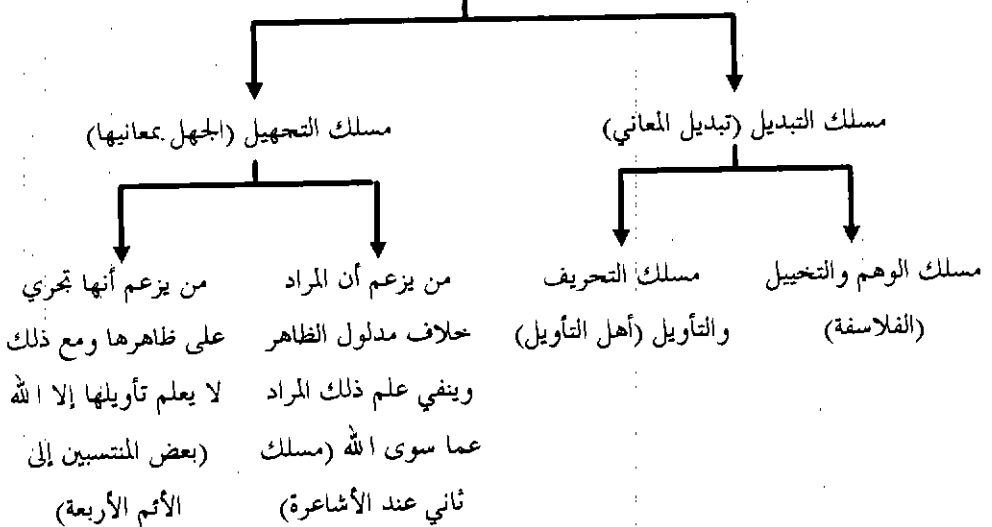 مسلك التبديل (تبديل المعاني)
مسلك التجهيل (الجهل بمعانيها)
مسلك الوهم والتخييل
(الفلاسفة)
مسلك التحريف
والتأويل (أهل التأويل)
من يزعم أن المراد
خلاف مدلول الظاهر
وينفي علم ذلك المراد
عما سوى الله (مسلك
ثاني عند الأشاعرة)
من يزعم أنها تجري
على ظاهرها ومع ذلك
لا يعلم تأويلها إلا الله
(بعض المنتسبين إلى
الأئم الأربعة)